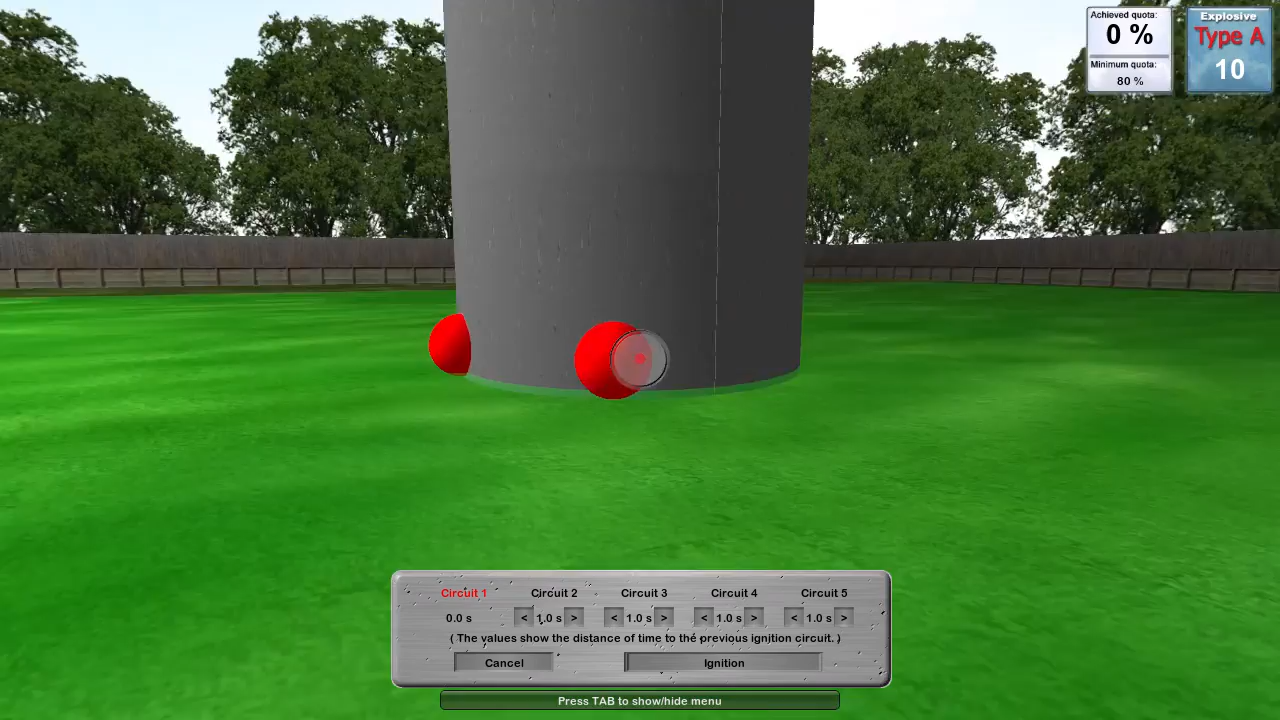 Achieved quota:
0 %
Minimum quota:
80 %
Explosive
Type A
10
Circuit 1 Circuit 2 Circuit 3 Circuit 4 Circuit 5
0.0 s < 1.0 s > < 1.0 s > < 1.0 s > < 1.0 s >
( The values show the distance of time to the previous ignition circuit. )
Cancel Ignition
Press TAB to show/hide menu